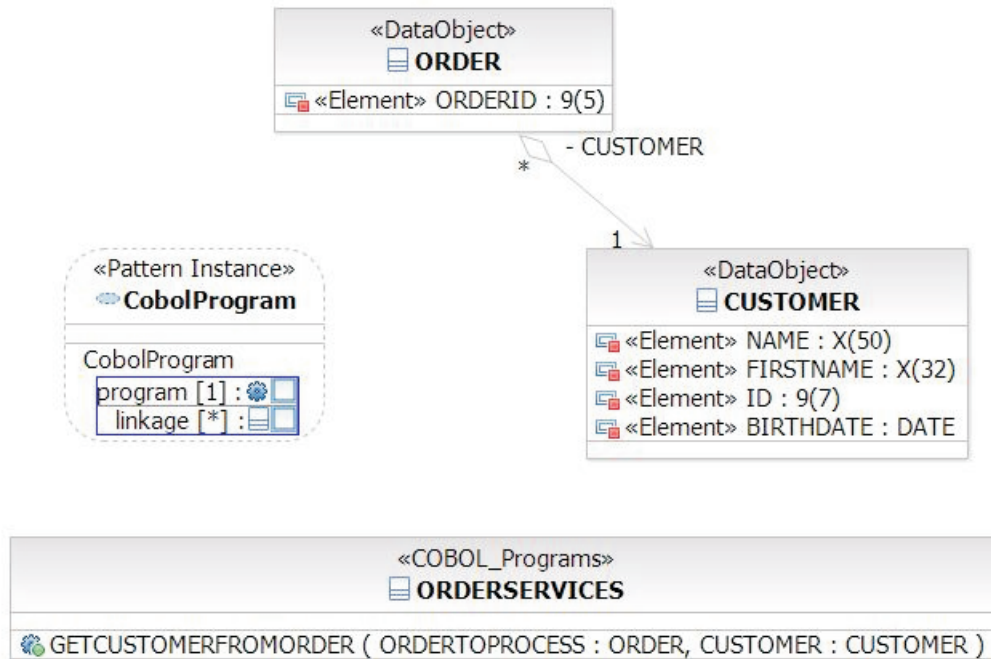 «DataObject»
ORDER
«Element» ORDERID : 9(5)
- CUSTOMER
*
1
«Pattern Instance»
CobolProgram
CobolProgram
program [1] :
linkage [*] :
«DataObject»
CUSTOMER
«Element» NAME : X(50)
«Element» FIRSTNAME : X(32)
«Element» ID : 9(7)
«Element» BIRTHDATE : DATE
«COBOL_Programs»
ORDERSERVICES
GETCUSTOMERFROMORDER ( ORDERTOPROCESS : ORDER, CUSTOMER : CUSTOMER )